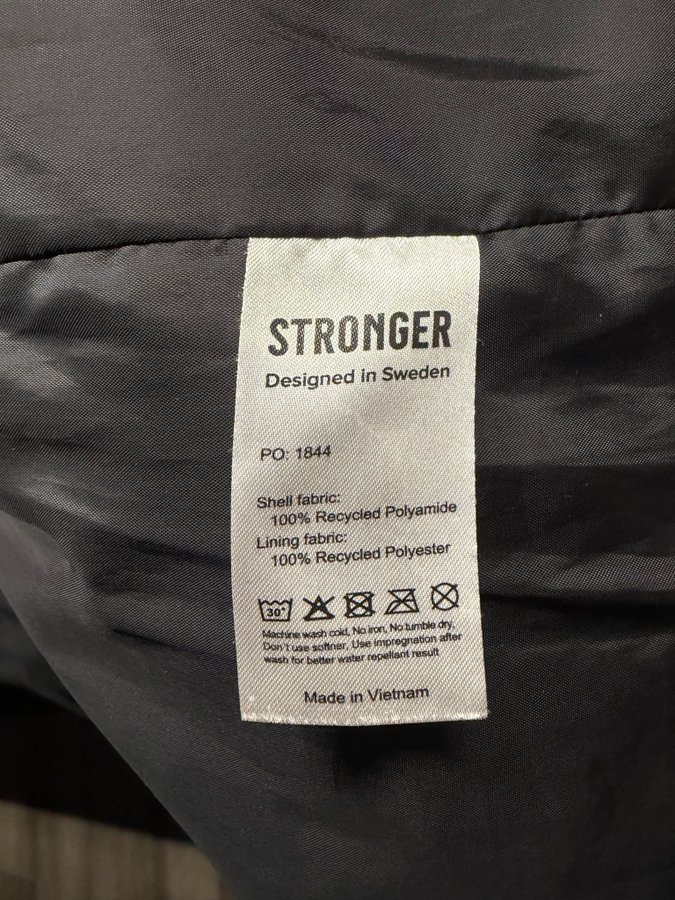 STRONGER
Designed in Sweden
PO: 1844
Shell fabric:
100% Recycled Polyamide
Lining fabric:
100% Recycled Polyester
30°
Machine wash cold, No iron, No tumble dry,
Don't use softner, Use impregnation after
wash for better water repellant result
Made in Vietnam